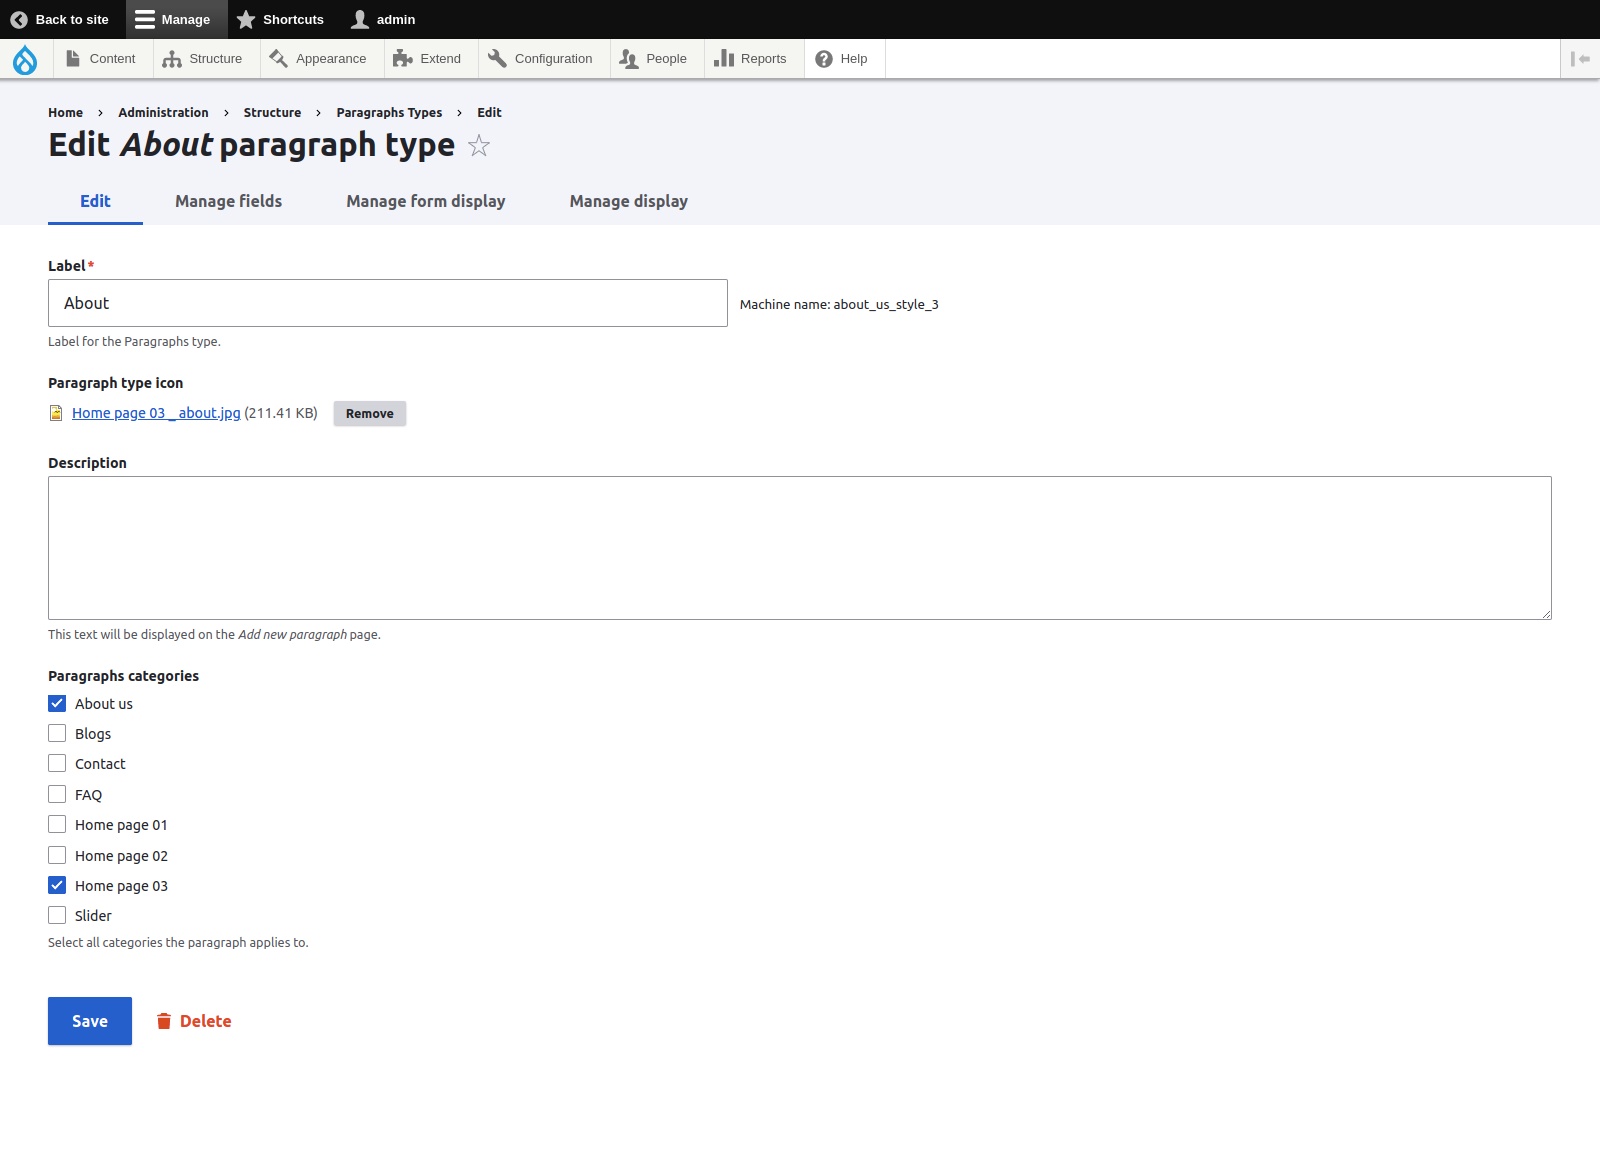 Back to site Manage Shortcuts admin
Content Structure Appearance Extend Configuration People Reports Help
Home › Administration › Structure › Paragraphs Types › Edit
Edit About paragraph type
Edit Manage fields Manage form display Manage display
Label*
About
Machine name: about_us_style_3
Label for the Paragraphs type.
Paragraph type icon
Home page 03 _ about.jpg (211.41 KB) Remove
Description
This text will be displayed on the Add new paragraph page.
Paragraphs categories
About us
Blogs
Contact
FAQ
Home page 01
Home page 02
Home page 03
Slider
Select all categories the paragraph applies to.
Save Delete